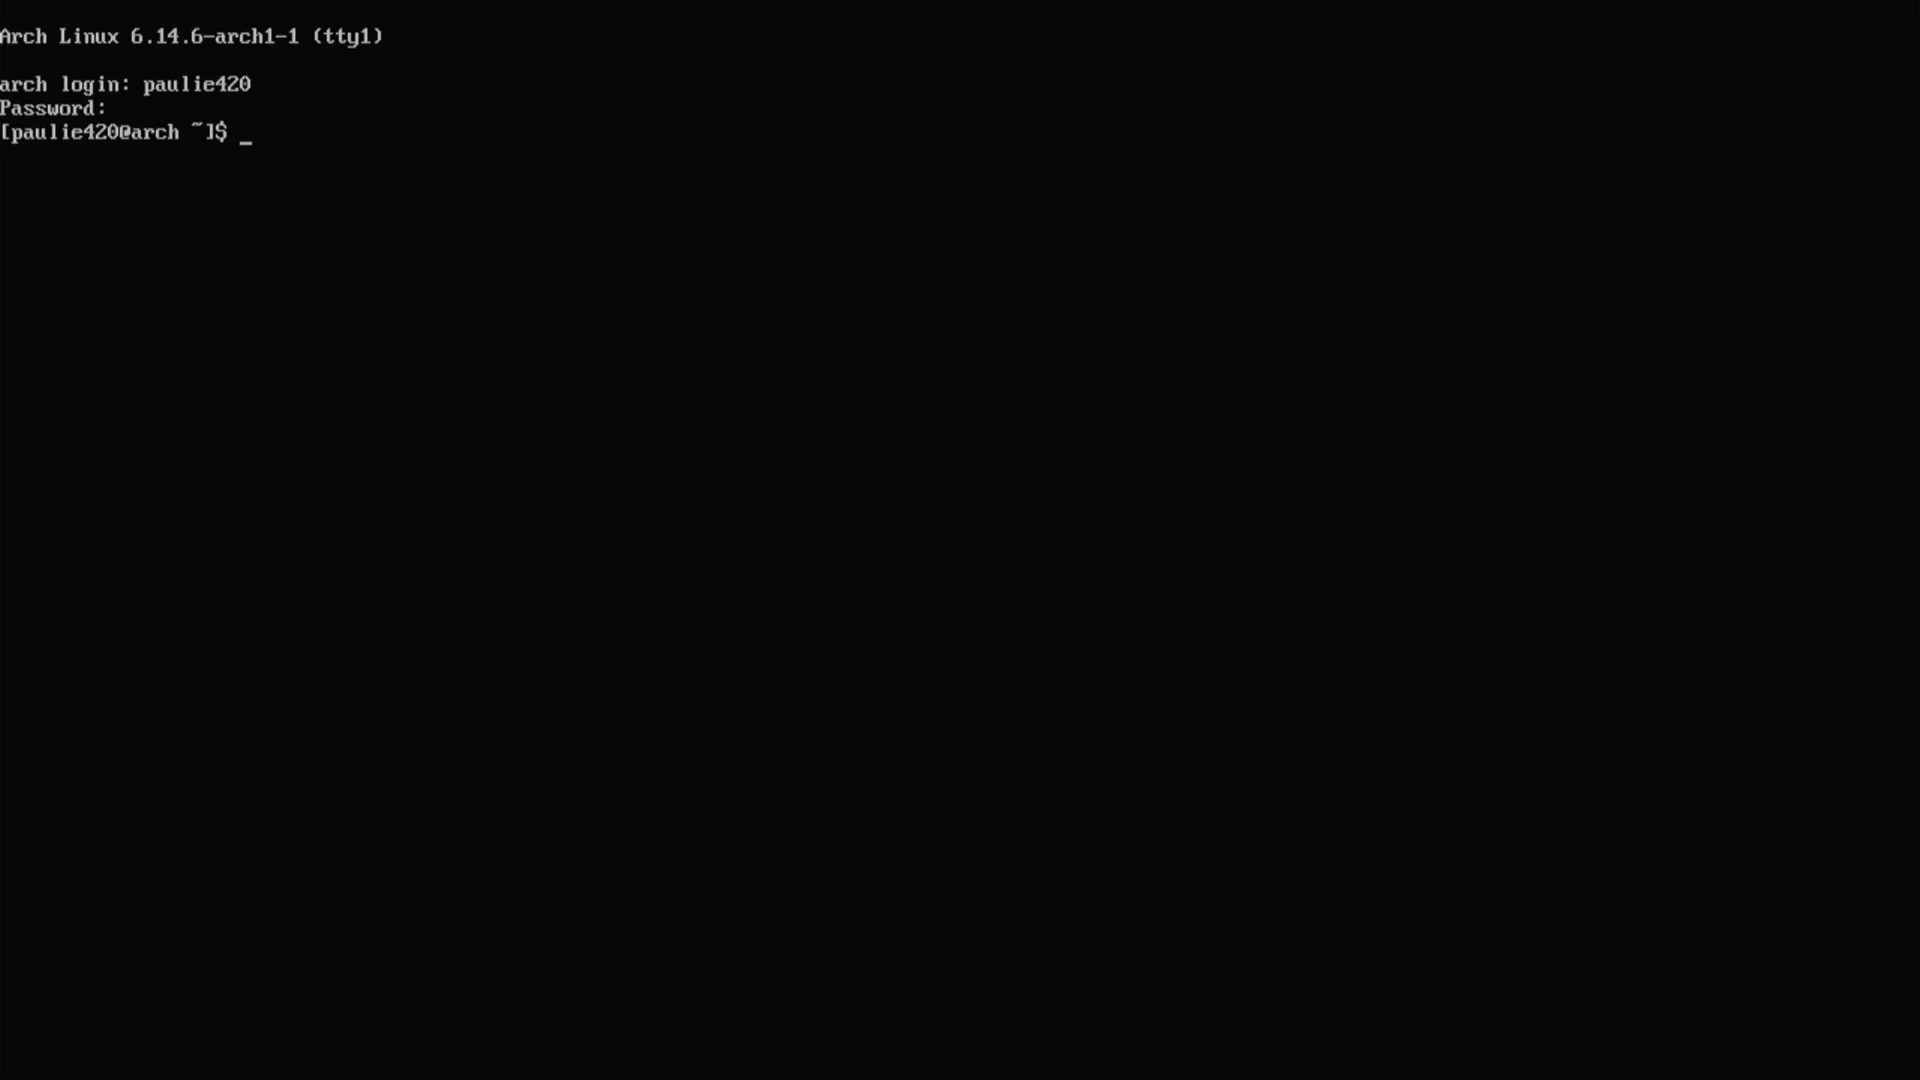 Arch Linux 6.14.6-arch1-1 (tty1)
arch login: paulie420
Password:
[paulie420@arch ~]$ _